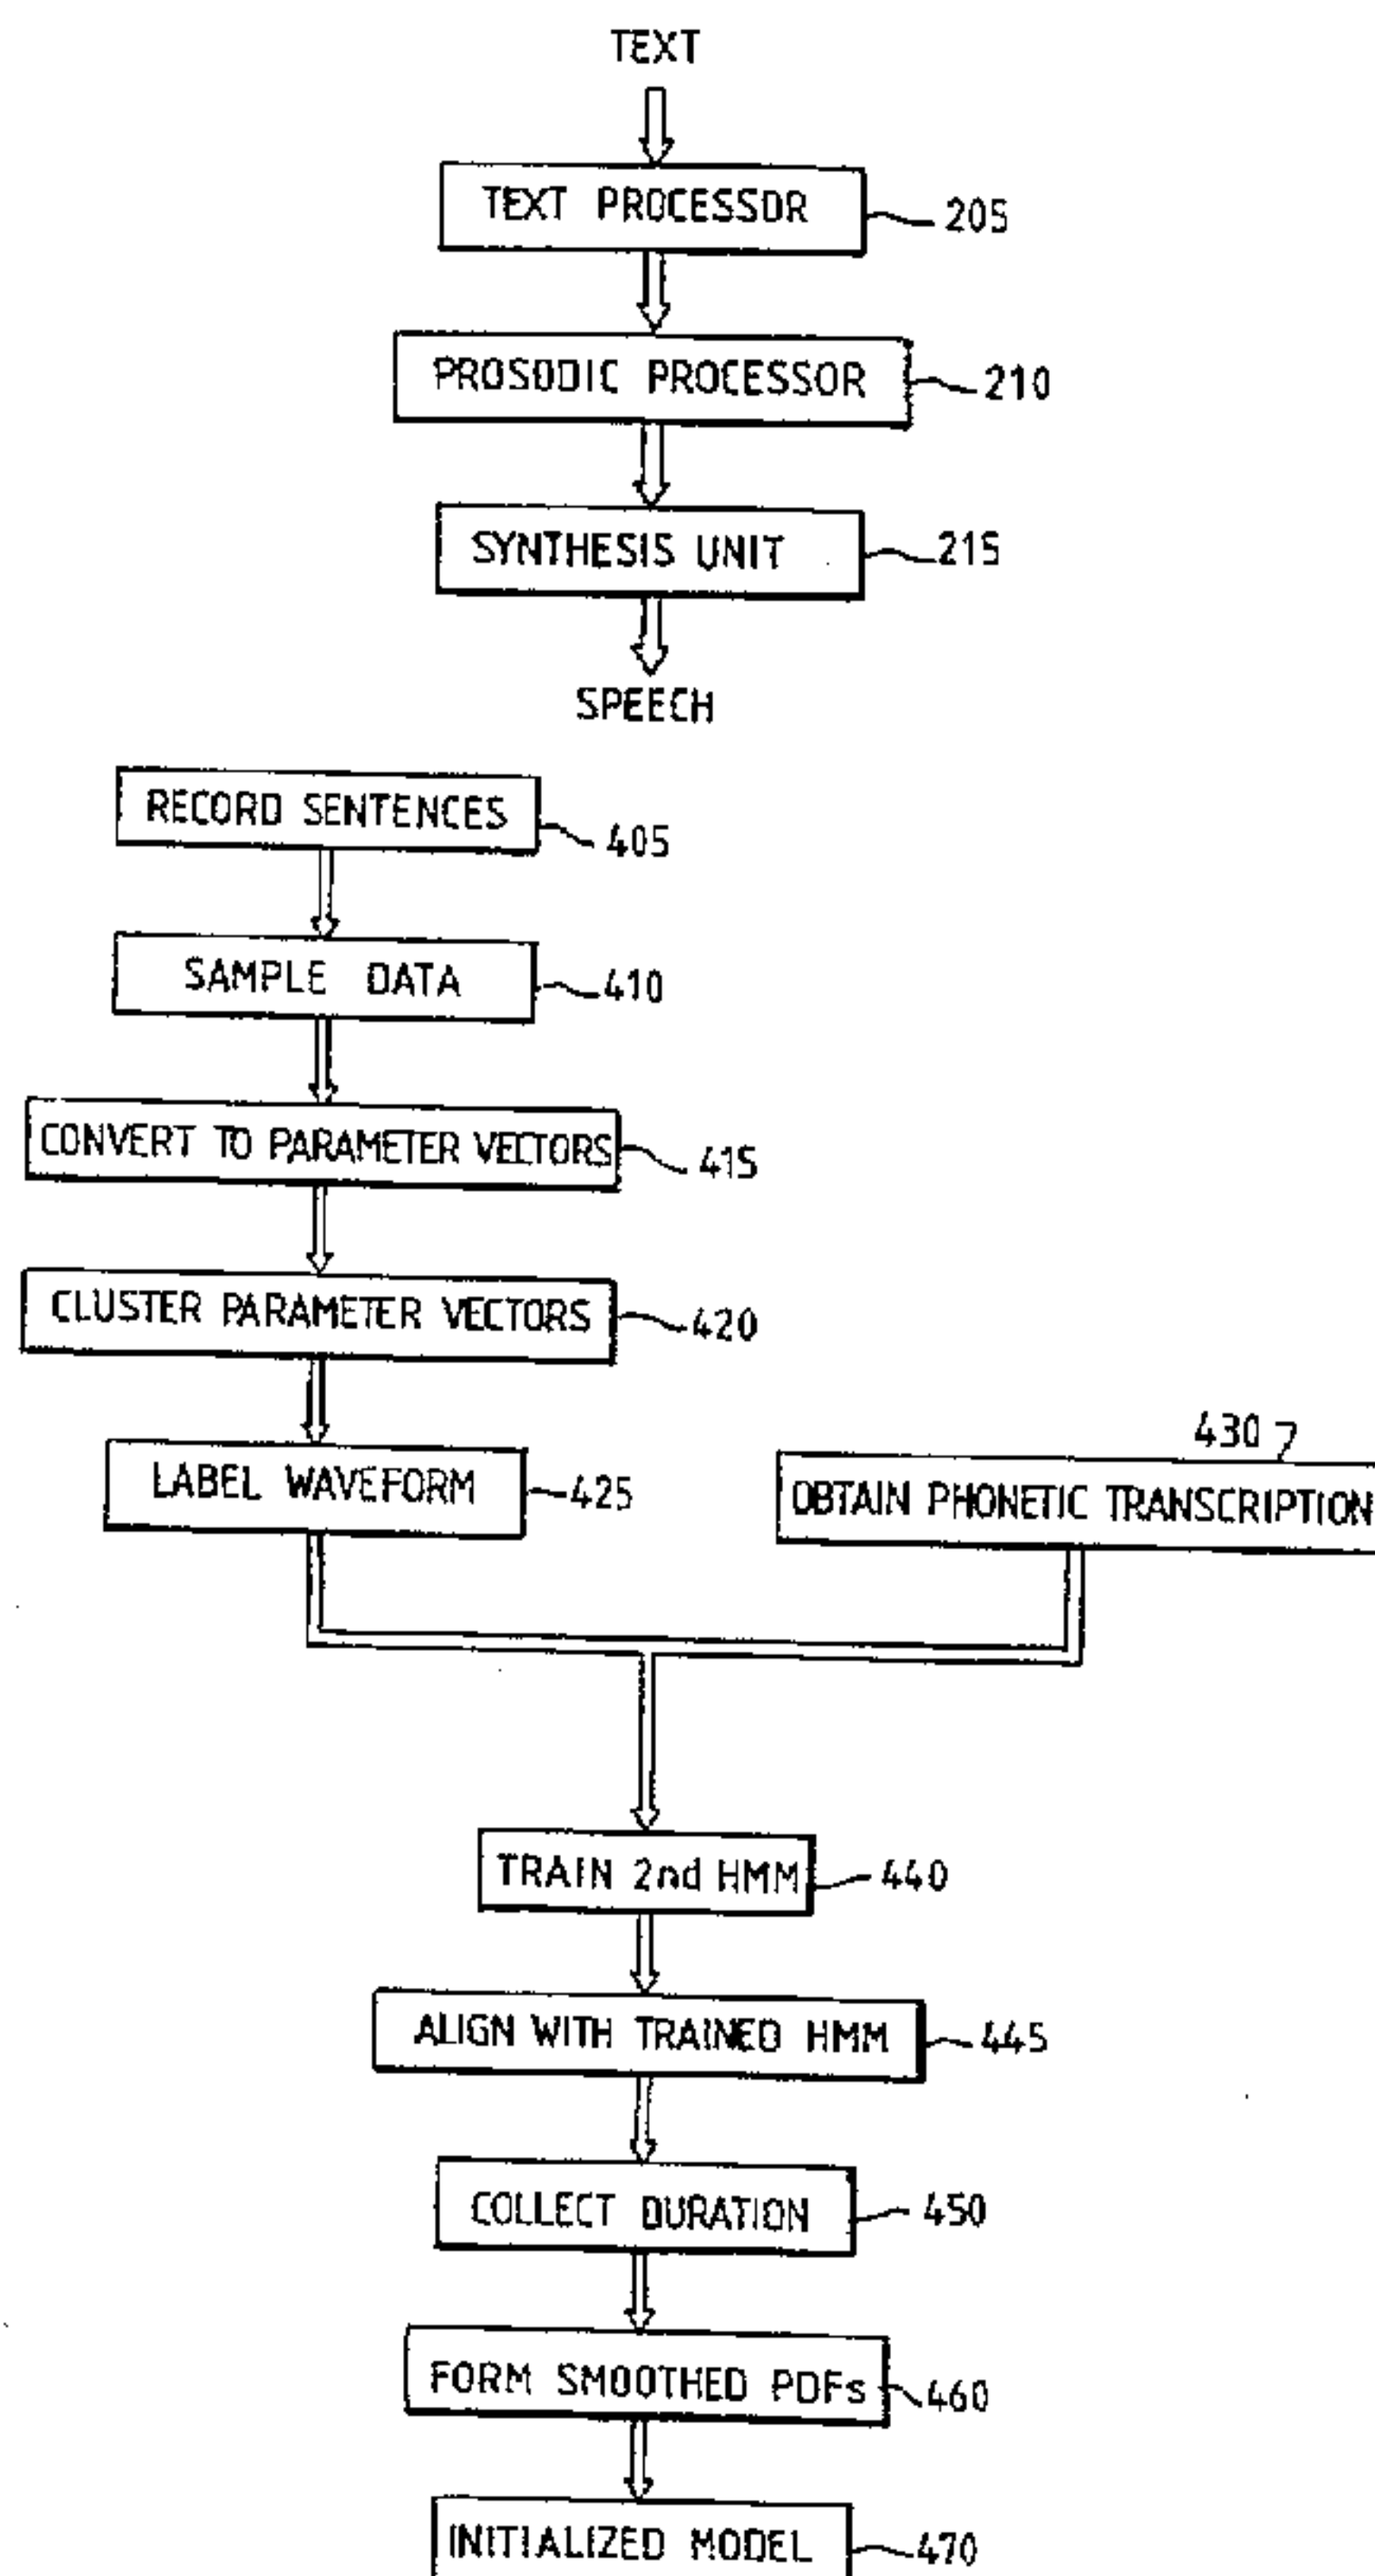 TEXT
TEXT PROCESSOR
205
PROSODIC PROCESSOR
210
SYNTHESIS UNIT
215
SPEECH
RECORD SENTENCES
405
SAMPLE DATA
410
CONVERT TO PARAMETER VECTORS
415
CLUSTER PARAMETER VECTORS
420
LABEL WAVEFORM
425
430
OBTAIN PHONETIC TRANSCRIPTION
TRAIN 2nd HMM
440
ALIGN WITH TRAINED HMM
445
COLLECT DURATION
450
FORM SMOOTHED PDFs
460
INITIALIZED MODEL
470